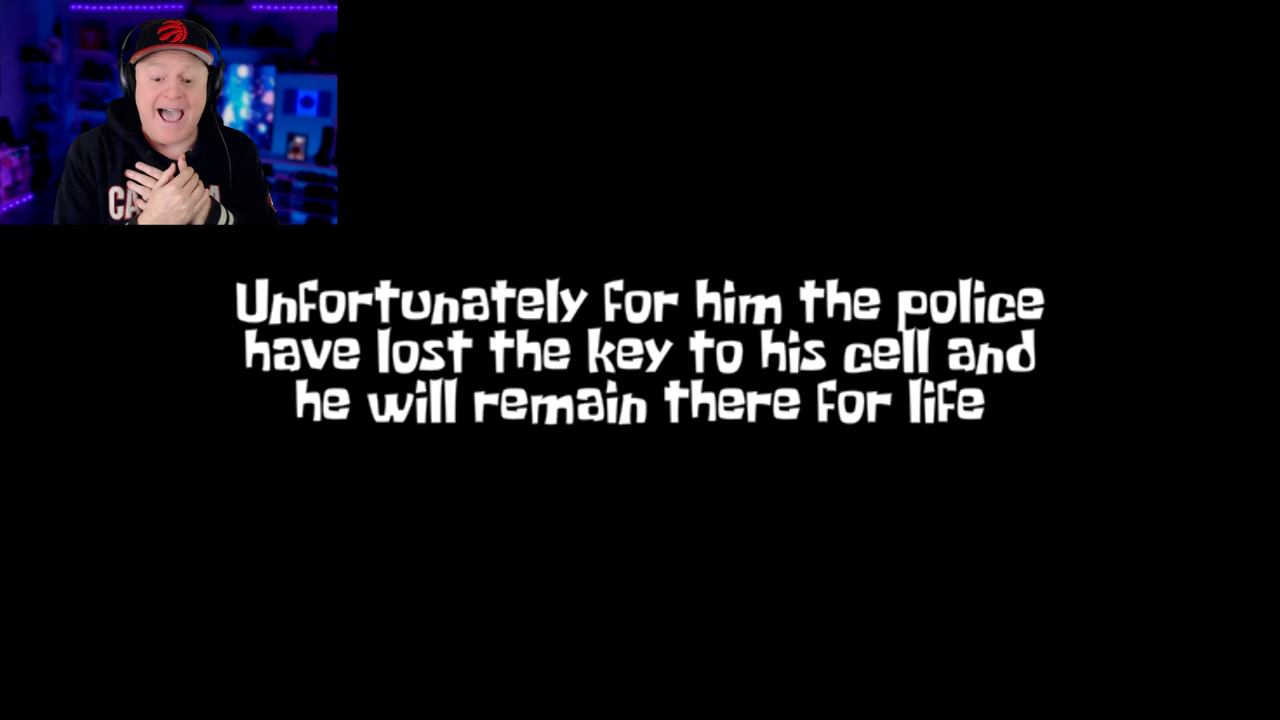 Unfortunately for him the police
have lost the key to his cell and
he will remain there for life